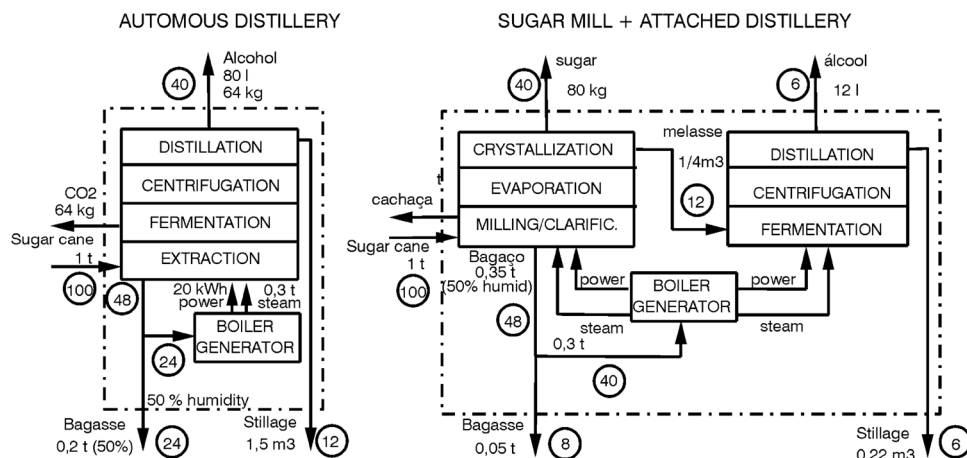 AUTOMOUS DISTILLERY
Alcohol
80 l
64 kg
40
DISTILLATION
CENTRIFUGATION
FERMENTATION
EXTRACTION
CO2
64 kg
Sugar cane
1 t
100
48
20 kWh
power
0,3 t
steam
BOILER
GENERATOR
24
50 % humidity
Bagasse
0,2 t (50%)
24
Stillage
1,5 m3
12
SUGAR MILL + ATTACHED DISTILLERY
sugar
40
80 kg
CRYSTALLIZATION
EVAPORATION
MILLING/CLARIFIC.
t
cachaça
Sugar cane
1 t
100
Bagaço
0,35 t
(50% humid)
48
melasse
1/4m3
12
álcool
6
12 l
DISTILLATION
CENTRIFUGATION
FERMENTATION
power
power
BOILER
GENERATOR
steam
steam
0,3 t
40
Bagasse
0,05 t
8
Stillage
0,22 m3
6